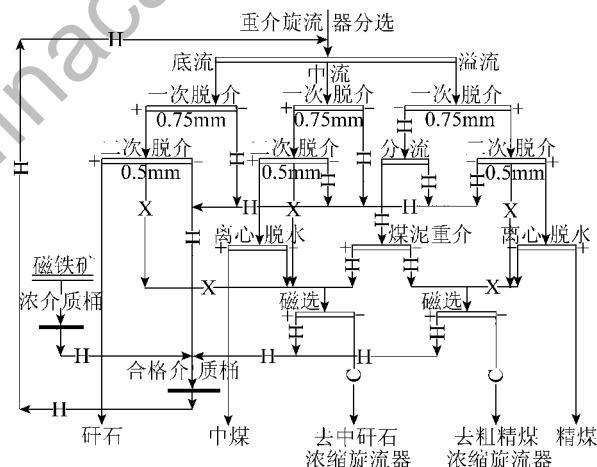 重介旋流器分选
H
底流 中流 溢流
一次脱介 一次脱介 一次脱介
+ - + - - +
0.75mm 0.75mm 0.75mm
H
二次脱介 二次脱介 分流 二次脱介
+ - + - - +
0.5mm 0.5mm 0.5mm
H H H H H H H
X H X H H X
离心脱水 煤泥重介 离心脱水
+ - + - - +
H H H H
磁铁矿
X X
浓介质桶 磁选 磁选
+ - + -
H H
H H H
合格介质桶 C C
H
矸石 中煤 去中矸石 去粗精煤 精煤
浓缩旋流器 浓缩旋流器